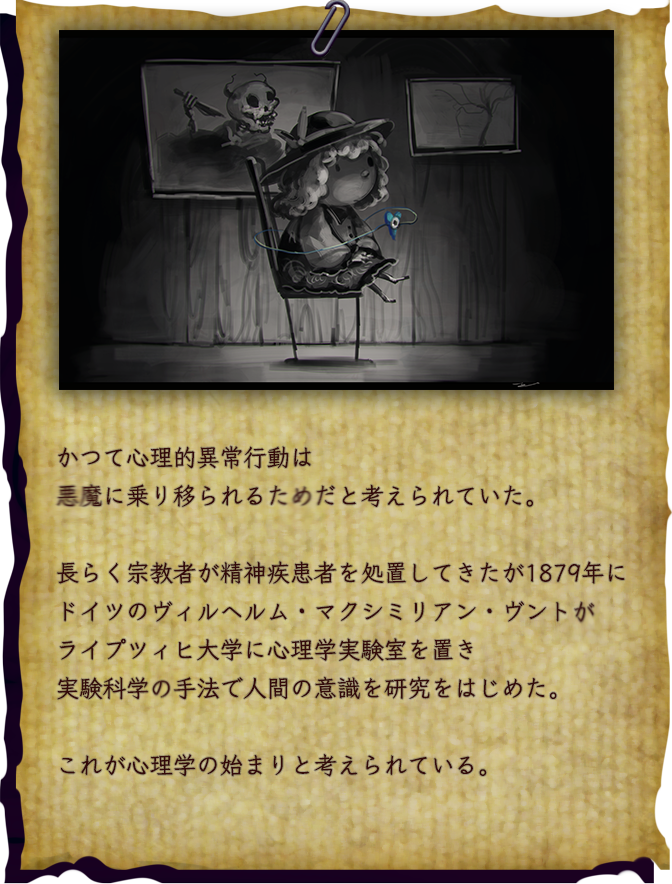 かつて心理的異常行動は
悪魔に乗り移られるためだと考えられていた。
長らく宗教者が精神疾患者を処置してきたが1879年に
ドイツのヴィルヘルム・マクシミリアン・ヴントが
ライプツィヒ大学に心理学実験室を置き
実験科学の手法で人間の意識を研究をはじめた。
これが心理学の始まりと考えられている。